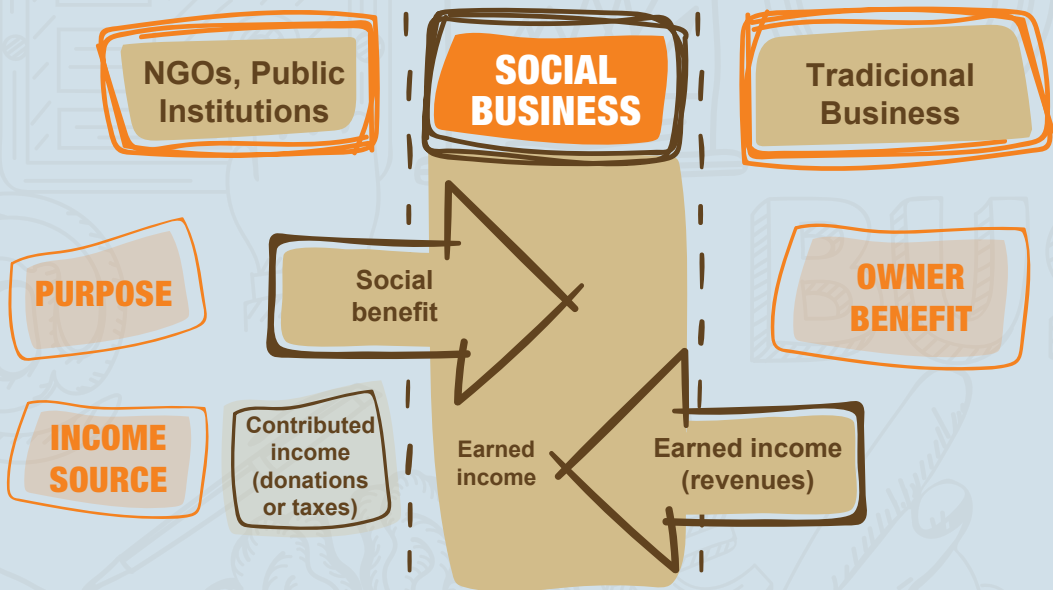 NGOs, Public
Institutions
SOCIAL
BUSINESS
Tradicional
Business
PURPOSE
Social
benefit
OWNER
BENEFIT
INCOME
SOURCE
Contributed
income
(donations
or taxes)
Earned
income
Earned income
(revenues)